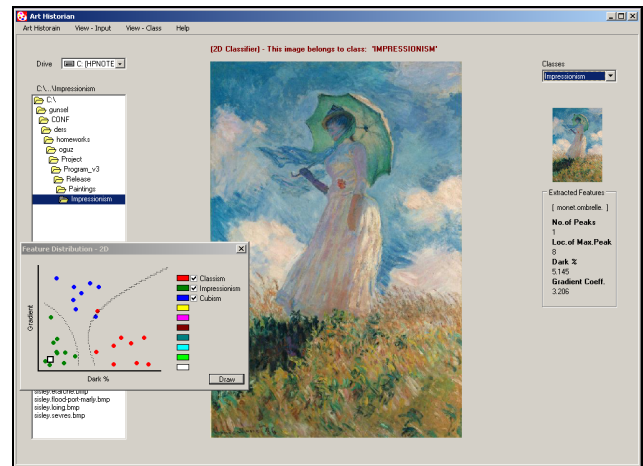 Art Historian
Art Historain View - Input View - Class Help
[2D Classifier] - This image belongs to class: 'IMPRESSIONISM'
Drive C: [HPNOTE
C:\...\Impressionism
C:\
gunsel
CONF
ders
homeworks
oguz
Project
Program_v3
Release
Paintings
Impressionism
Classes
Impressionism
Extracted Features
[ monet.ombrelle. ]
No.of Peaks
1
Loc.of Max.Peak
8
Dark %
5.145
Gradient Coeff.
3.206
Feature Distribution - 2D
Gradient
Classism
Impressionism
Cubism
Dark %
Draw
sisley.flood-port-marly.bmp
sisley.loing.bmp
sisley.sevres.bmp